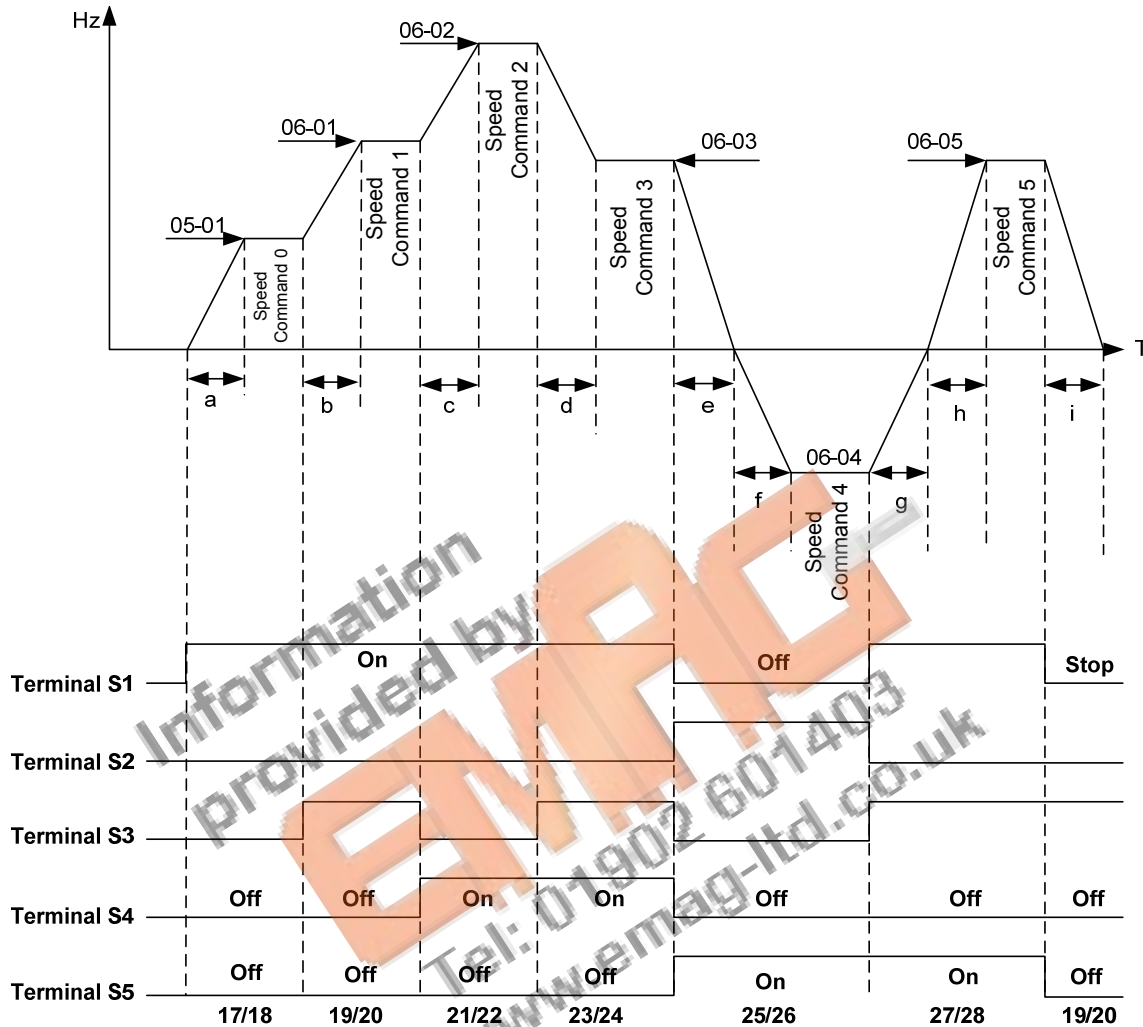 Hz
06-02
06-01
06-03
06-05
05-01
Speed
Command 0
Speed
Command 1
Speed
Command 2
Speed
Command 3
Speed
Command 5
T
a
b
c
d
e
h
i
06-04
f
g
Speed
Command 4
Information
provided by
EMAG
Tel: 01902 601403
www.emag-ltd.co.uk
Terminal S1 On Off Stop
Terminal S2
Terminal S3
Terminal S4 Off Off On On Off Off Off
Terminal S5 Off Off Off Off On On Off
17/18 19/20 21/22 23/24 25/26 27/28 19/20